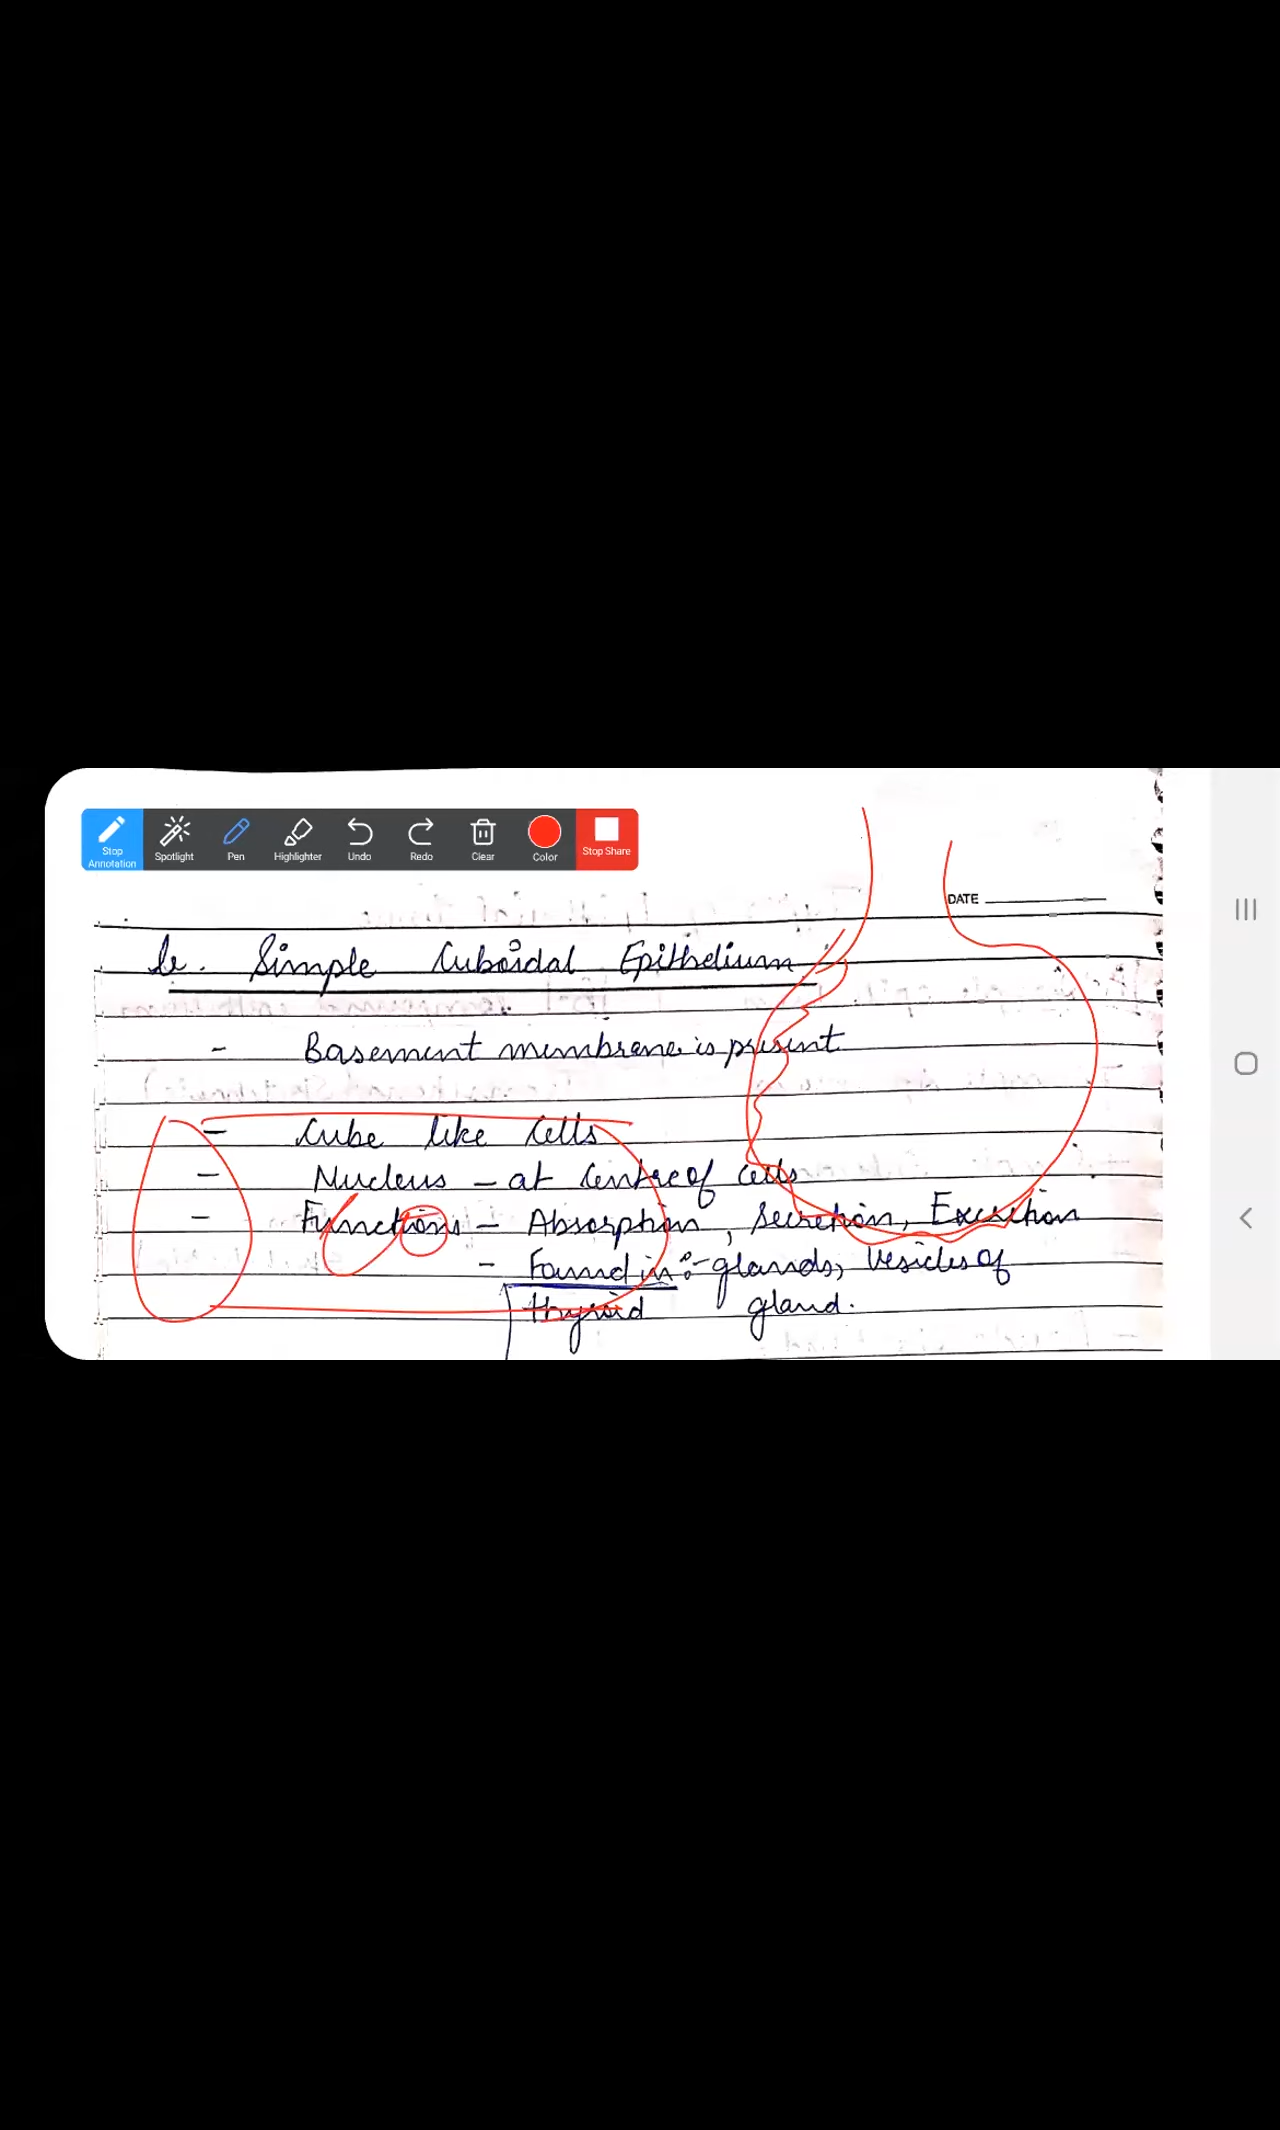 Stop Annotation Spotlight Pen Highlighter Undo Redo Clear Color Stop Share
DATE
b. Simple Cuboidal Epithelium
- Basement membrane is present
- Cube like cells
- Nucleus - at centre of cells
- Functions - Absorption, Secretion, Excretion
- Found in :- glands, Vesicles of
thyroid gland.